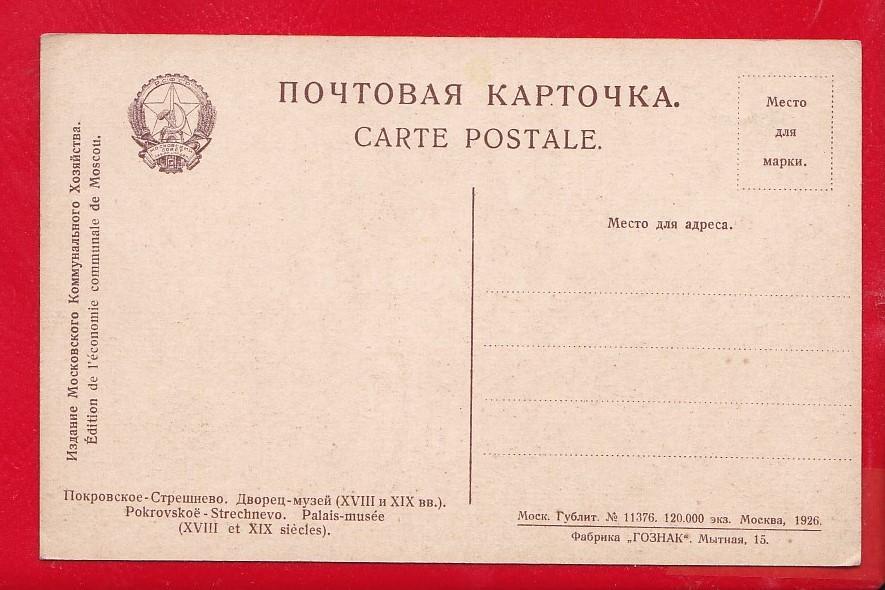 Издание Московского Коммунального Хозяйства.
Édition de l'économie communale de Moscou.
Р.С.Ф.С.Р.
МОСКОВСКИЙ
СОВЕТ
ПОЧТОВАЯ КАРТОЧКА.
CARTE POSTALE.
Место
для
марки.
Место для адреса.
Покровское-Стрешнево. Дворец-музей (XVIII и XIX вв.).
Pokrovskoë-Strechnevo. Palais-musée
(XVIII et XIX siècles).
Моск. Гублит. № 11376. 120.000 экз. Москва, 1926.
Фабрика „ГОЗНАК“. Мытная, 15.